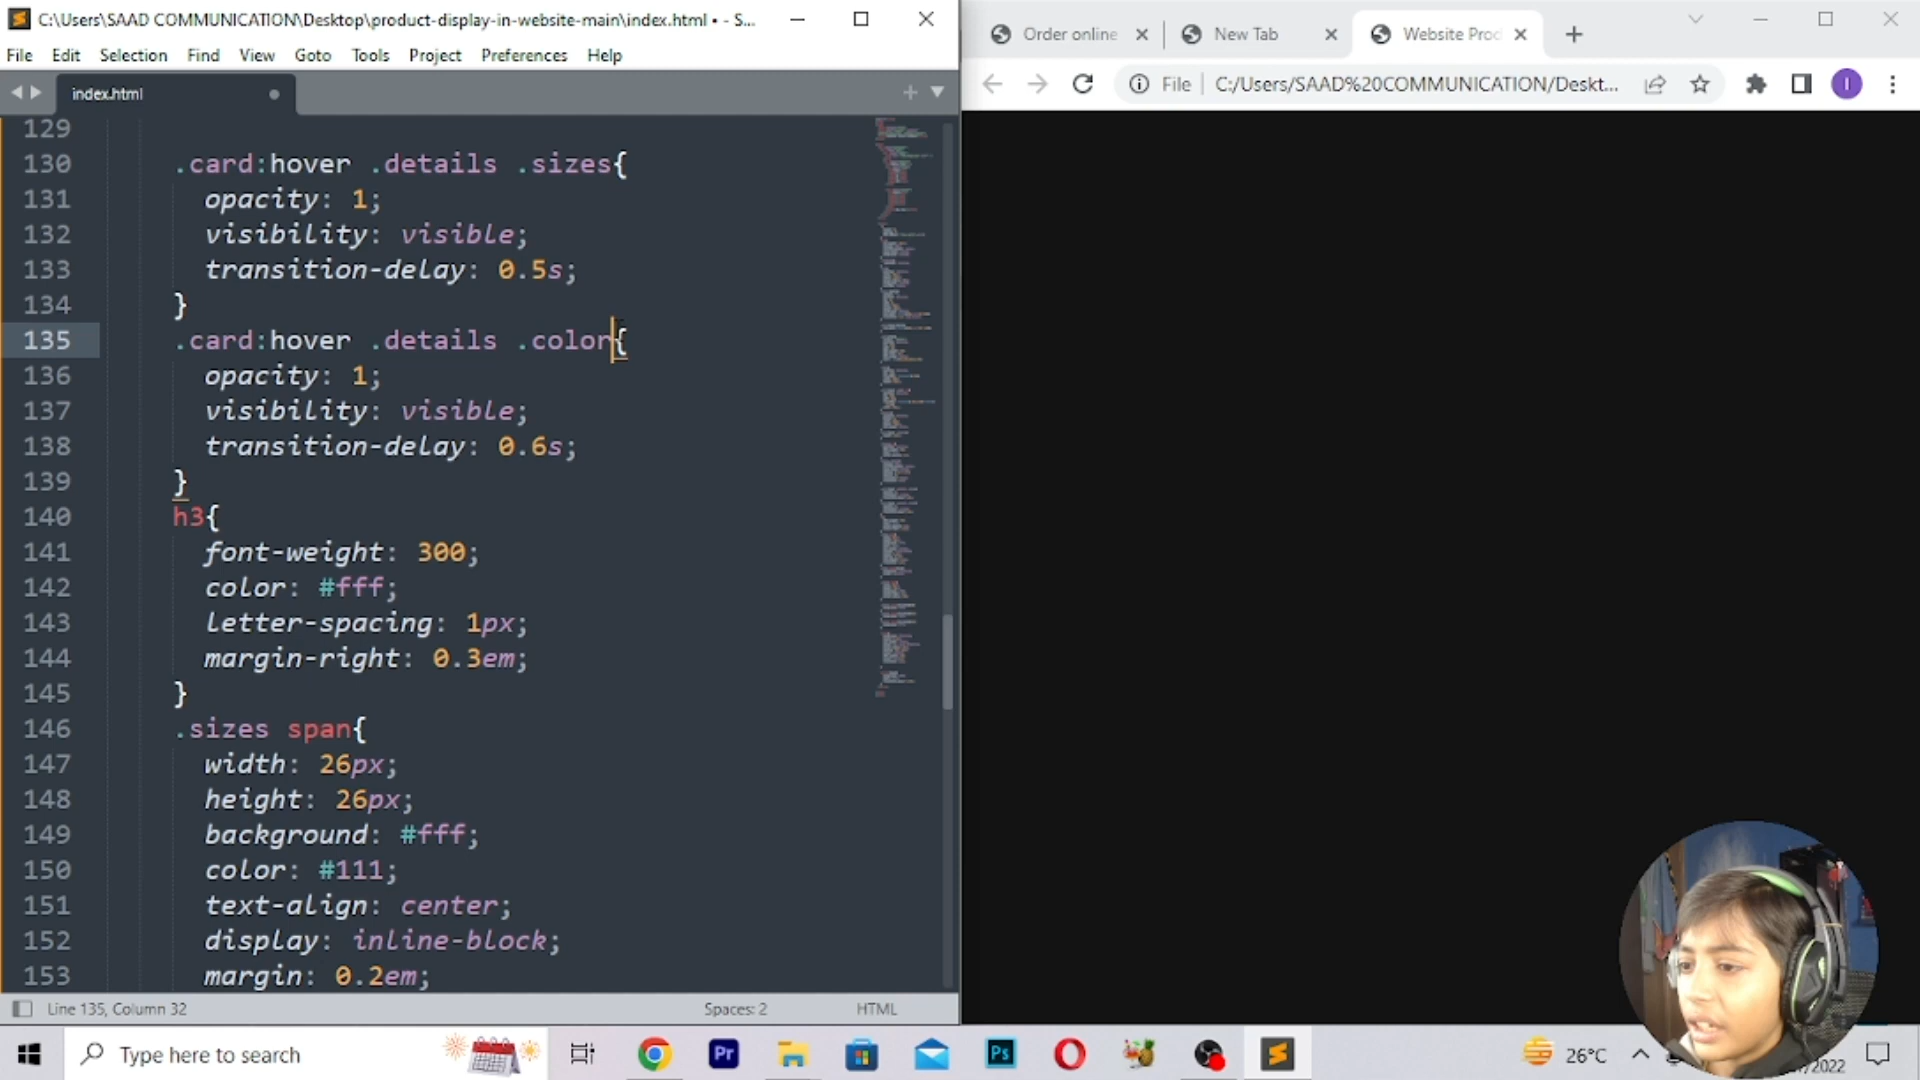 C:\Users\SAAD COMMUNICATION\Desktop\product-display-in-website-main\index.html • - S...
File Edit Selection Find View Goto Tools Project Preferences Help
index.html
129
130 .card:hover .details .sizes{
131 opacity: 1;
132 visibility: visible;
133 transition-delay: 0.5s;
134 }
135 .card:hover .details .color{
136 opacity: 1;
137 visibility: visible;
138 transition-delay: 0.6s;
139 }
140 h3{
141 font-weight: 300;
142 color: #fff;
143 letter-spacing: 1px;
144 margin-right: 0.3em;
145 }
146 .sizes span{
147 width: 26px;
148 height: 26px;
149 background: #fff;
150 color: #111;
151 text-align: center;
152 display: inline-block;
153 margin: 0.2em;
Line 135, Column 32 Spaces: 2 HTML
Order online New Tab Website Prod
File C:/Users/SAAD%20COMMUNICATION/Deskt... I
Type here to search Pr Ps 26°C /2022